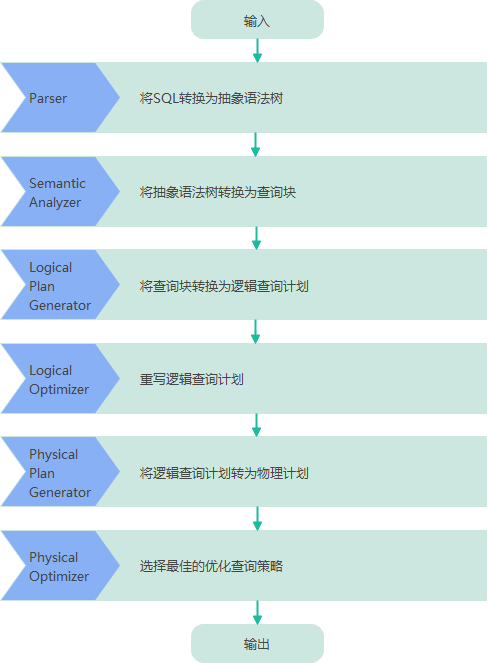 输入
Parser
将SQL转换为抽象语法树
Semantic
Analyzer
将抽象语法树转换为查询块
Logical
Plan
Generator
将查询块转换为逻辑查询计划
Logical
Optimizer
重写逻辑查询计划
Physical
Plan
Generator
将逻辑查询计划转为物理计划
Physical
Optimizer
选择最佳的优化查询策略
输出